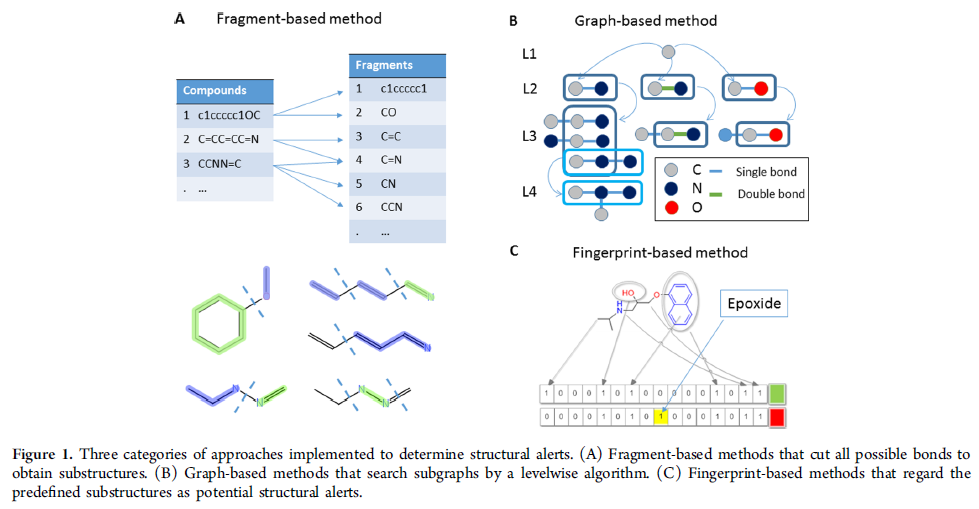 A Fragment-based method
Compounds
1 c1ccccc1OC
2 C=CC=CC=N
3 CCNN=C
. ...
Fragments
1 c1ccccc1
2 CO
3 C=C
4 C=N
5 CN
6 CCN
. ...
N
N
N
N
N
N
B Graph-based method
L1
L2
L3
L4
C Single bond
N Double bond
O
C Fingerprint-based method
HO
O
H
N
Epoxide
1 0 0 0 1 0 1 0 0 0 0 0 1 0 1 1
0 0 0 0 1 0 1 0 1 0 0 0 1 0 1 1
Figure 1. Three categories of approaches implemented to determine structural alerts. (A) Fragment-based methods that cut all possible bonds to
obtain substructures. (B) Graph-based methods that search subgraphs by a levelwise algorithm. (C) Fingerprint-based methods that regard the
predefined substructures as potential structural alerts.